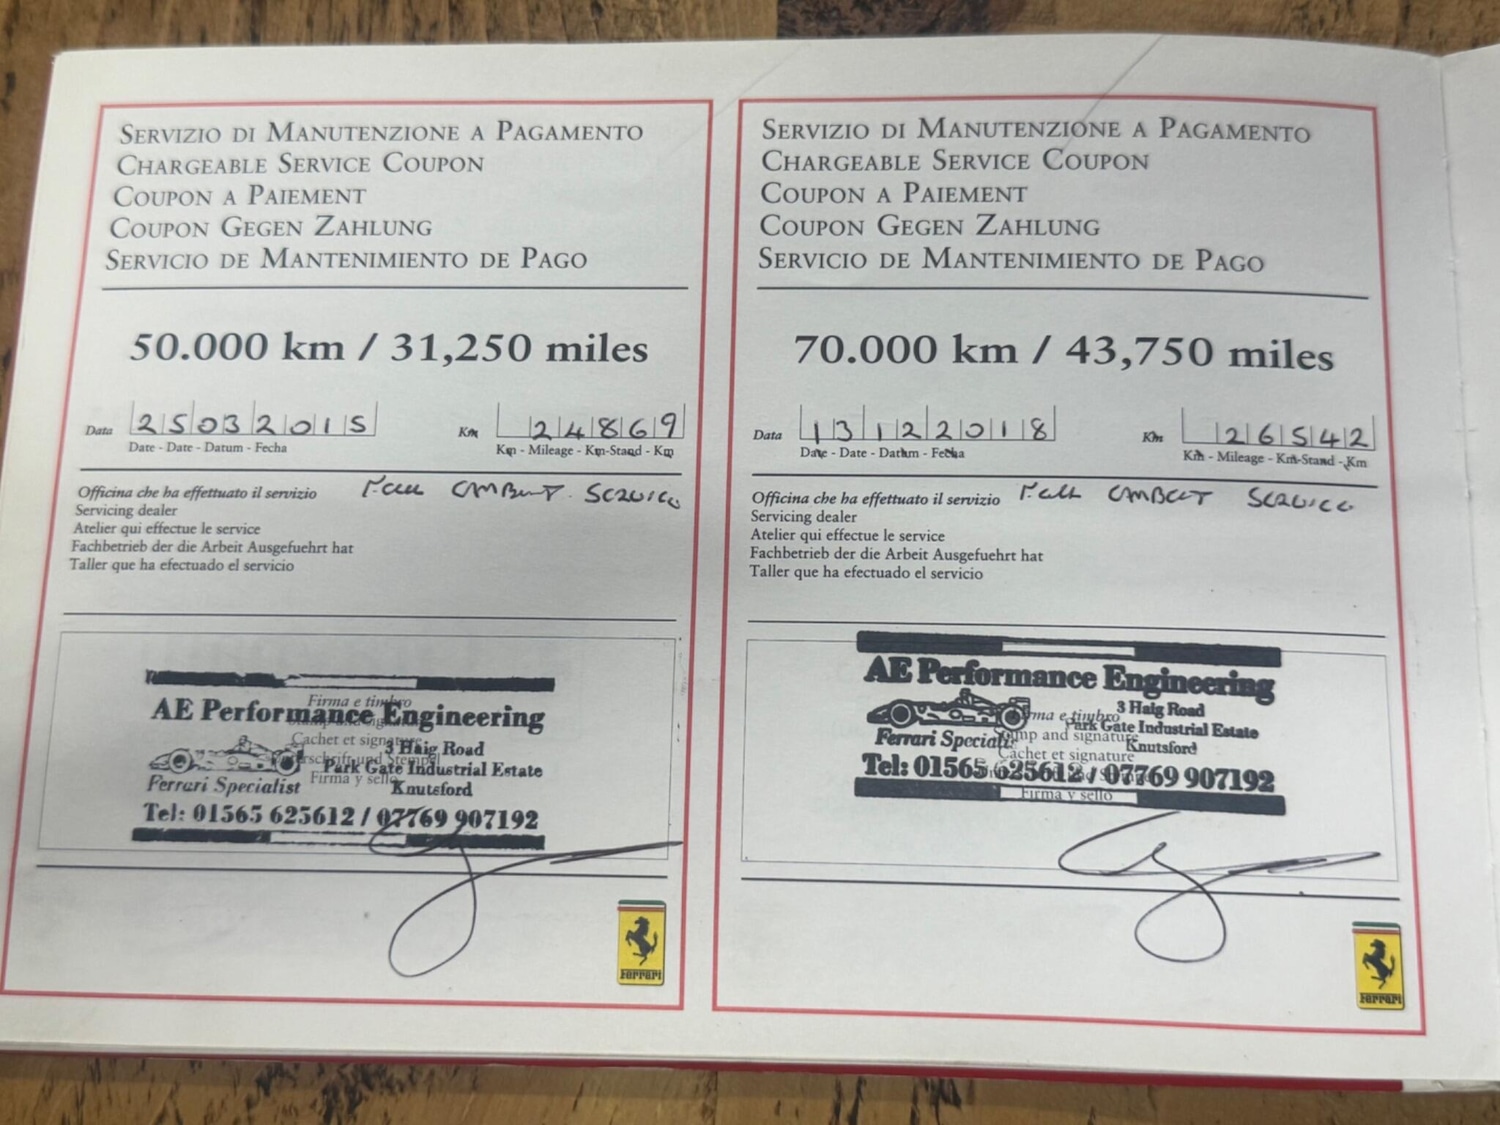 SERVIZIO DI MANUTENZIONE A PAGAMENTO
CHARGEABLE SERVICE COUPON
COUPON A PAIEMENT
COUPON GEGEN ZAHLUNG
SERVICIO DE MANTENIMIENTO DE PAGO
50.000 km / 31,250 miles
Data 25032015 Km 24869
Date - Date - Datum - Fecha Km - Mileage - Km-Stand - Km
Officina che ha effettuato il servizio SERVICE
Servicing dealer
Atelier qui effectue le service
Fachbetrieb der die Arbeit Ausgefuehrt hat
Taller que ha efectuado el servicio
Firma e timbro
AE Performance Engineering
Cachet et signature
3 Haig Road
Park Gate Industrial Estate
Firma y sello
Knutsford
Ferrari Specialist
Tel: 01565 625612 / 07769 907192
Ferrari
SERVIZIO DI MANUTENZIONE A PAGAMENTO
CHARGEABLE SERVICE COUPON
COUPON A PAIEMENT
COUPON GEGEN ZAHLUNG
SERVICIO DE MANTENIMIENTO DE PAGO
70.000 km / 43,750 miles
Data 13122018 Km 26542
Date - Date - Datum - Fecha Km - Mileage - Km-Stand - Km
Officina che ha effettuato il servizio SERVICE
Servicing dealer
Atelier qui effectue le service
Fachbetrieb der die Arbeit Ausgefuehrt hat
Taller que ha efectuado el servicio
AE Performance Engineering
3 Haig Road
timbro
Park Gate Industrial Estate
and signature
Knutsford
Ferrari Specialist
Cachet et signature
Tel: 01565 625612 / 07769 907192
Firma y sello
Ferrari